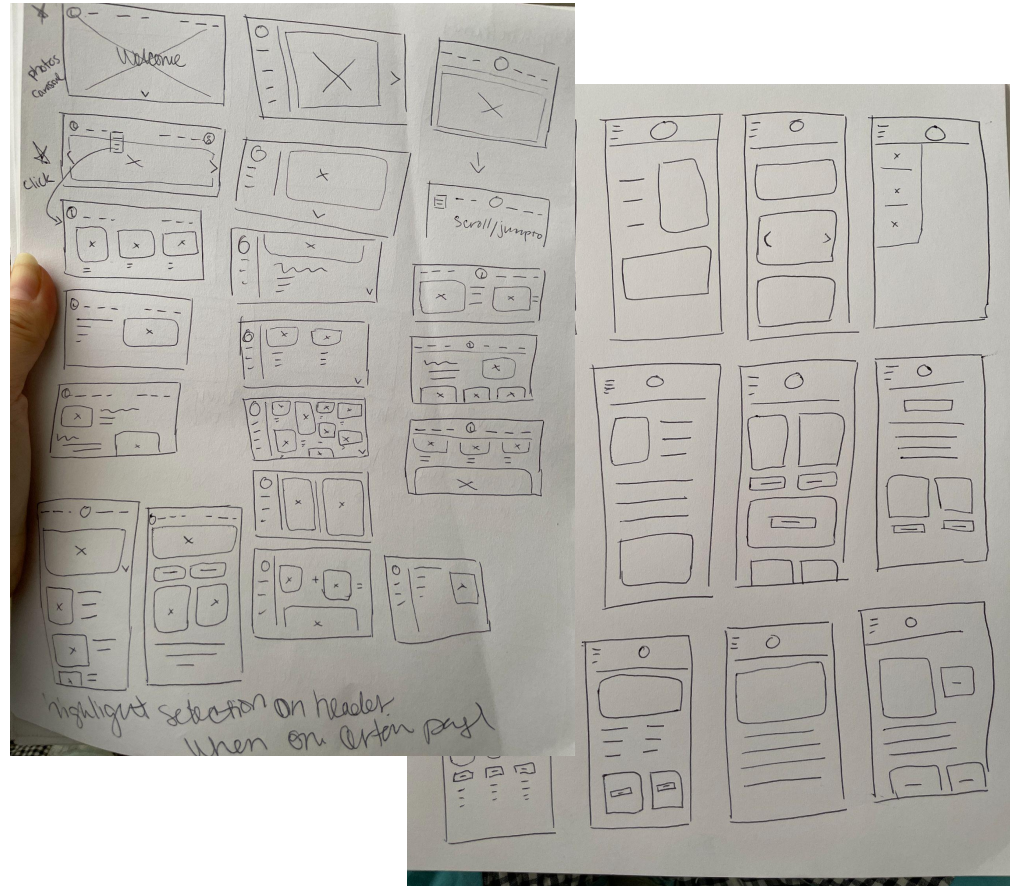 photos
carousel
Welcome
click
scroll/jumpto
highlight selection on header
when on certain page